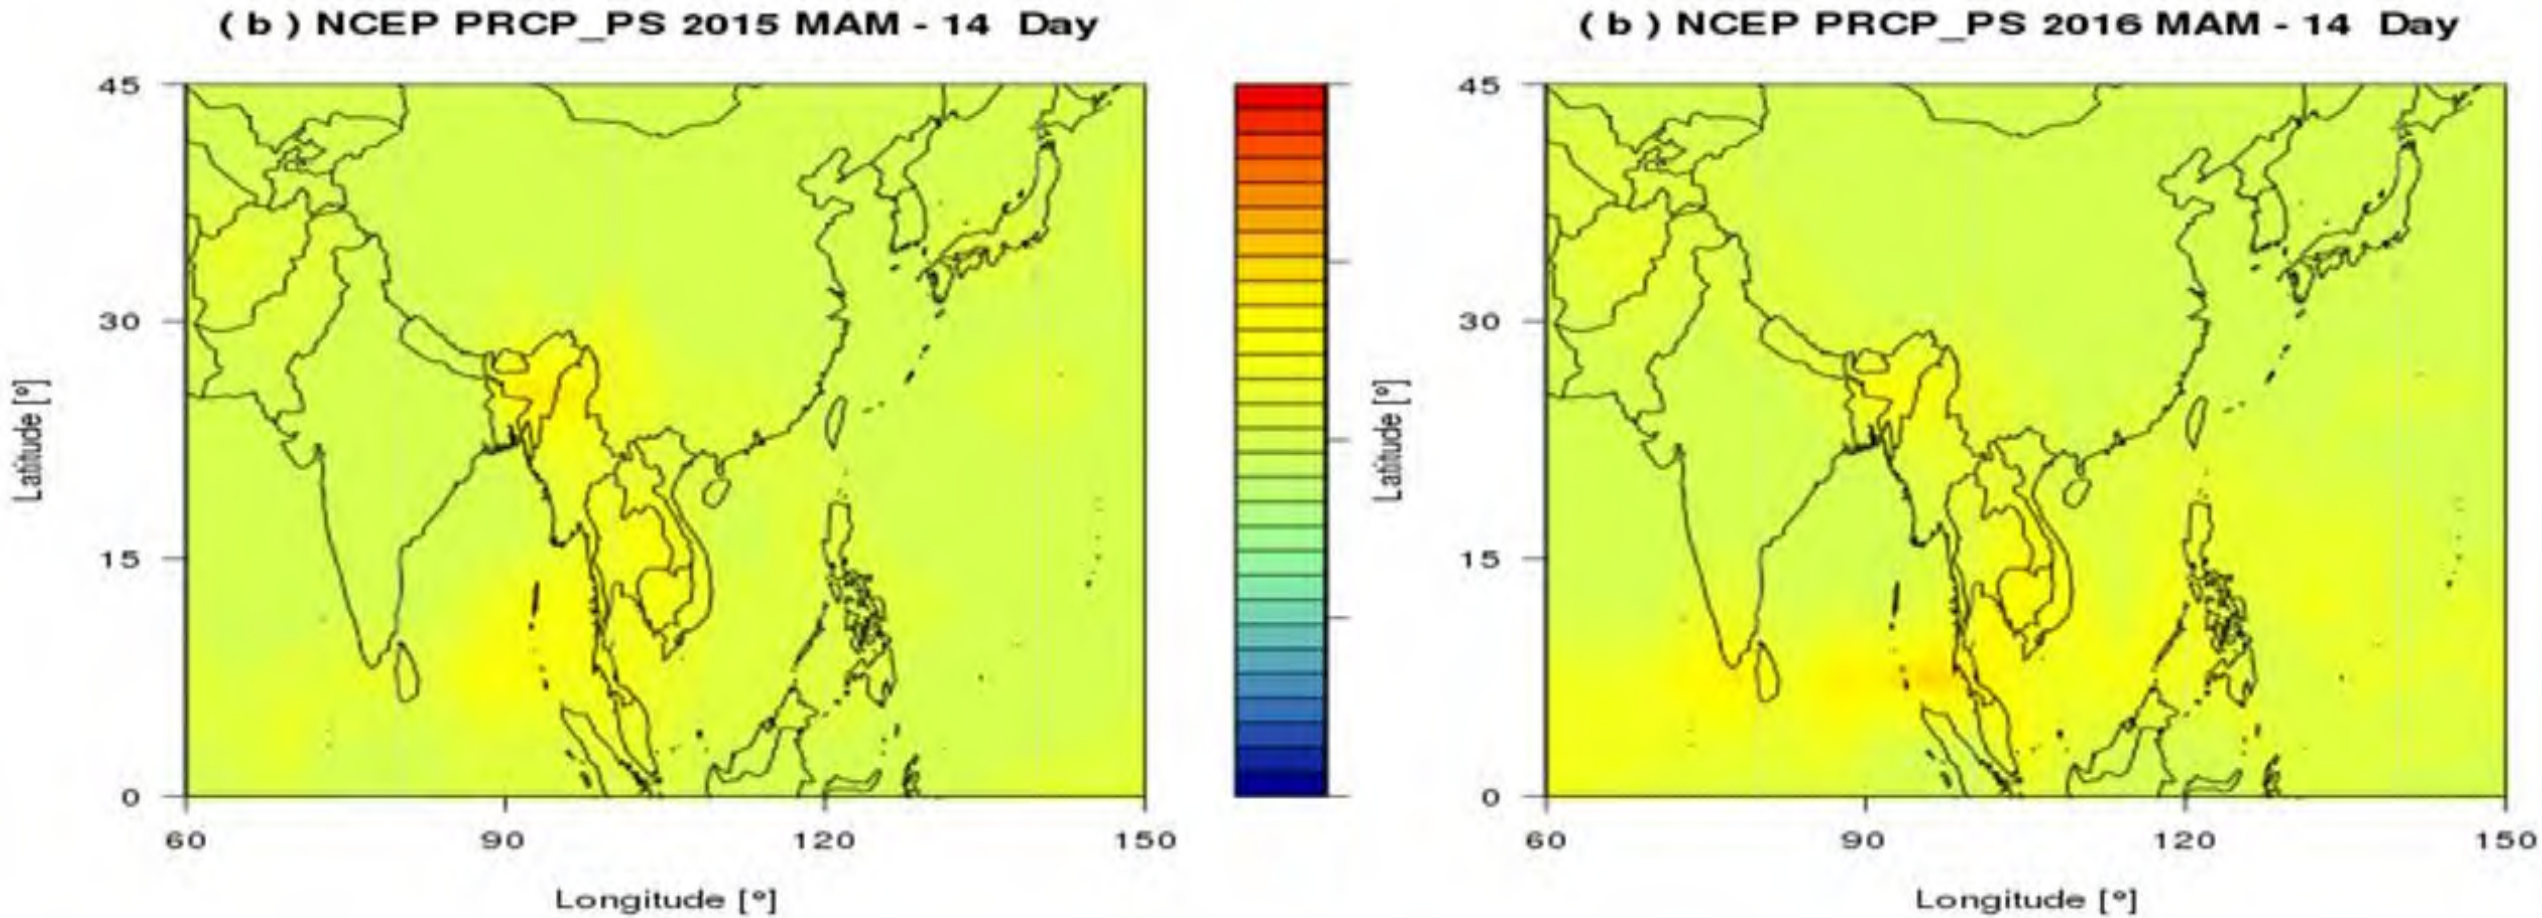 ( b ) NCEP PRCP_PS 2015 MAM - 14 Day
45
30
15
0
Latitude [°]
60 90 120 150
Longitude [°]
( b ) NCEP PRCP_PS 2016 MAM - 14 Day
45
30
15
0
Latitude [°]
60 90 120 150
Longitude [°]